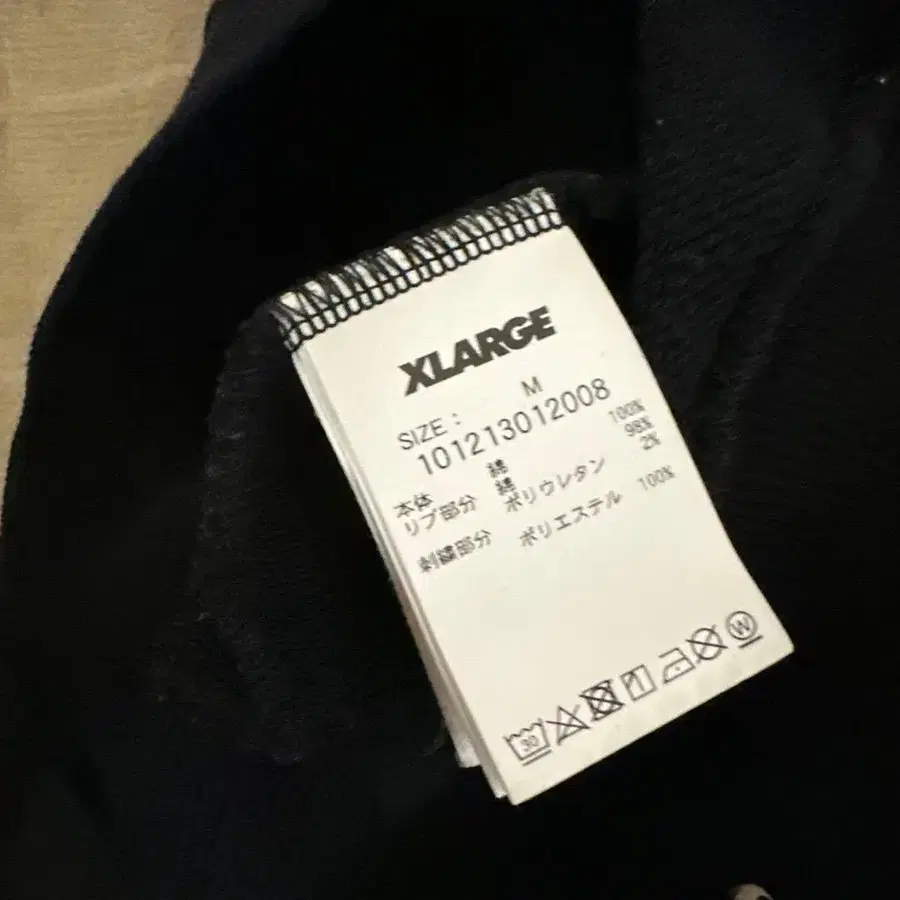 XLARGE
SIZE : M
101213012008
本体 綿 100%
リブ部分 綿 98%
ポリウレタン 2%
刺繍部分 ポリエステル 100%
30
W